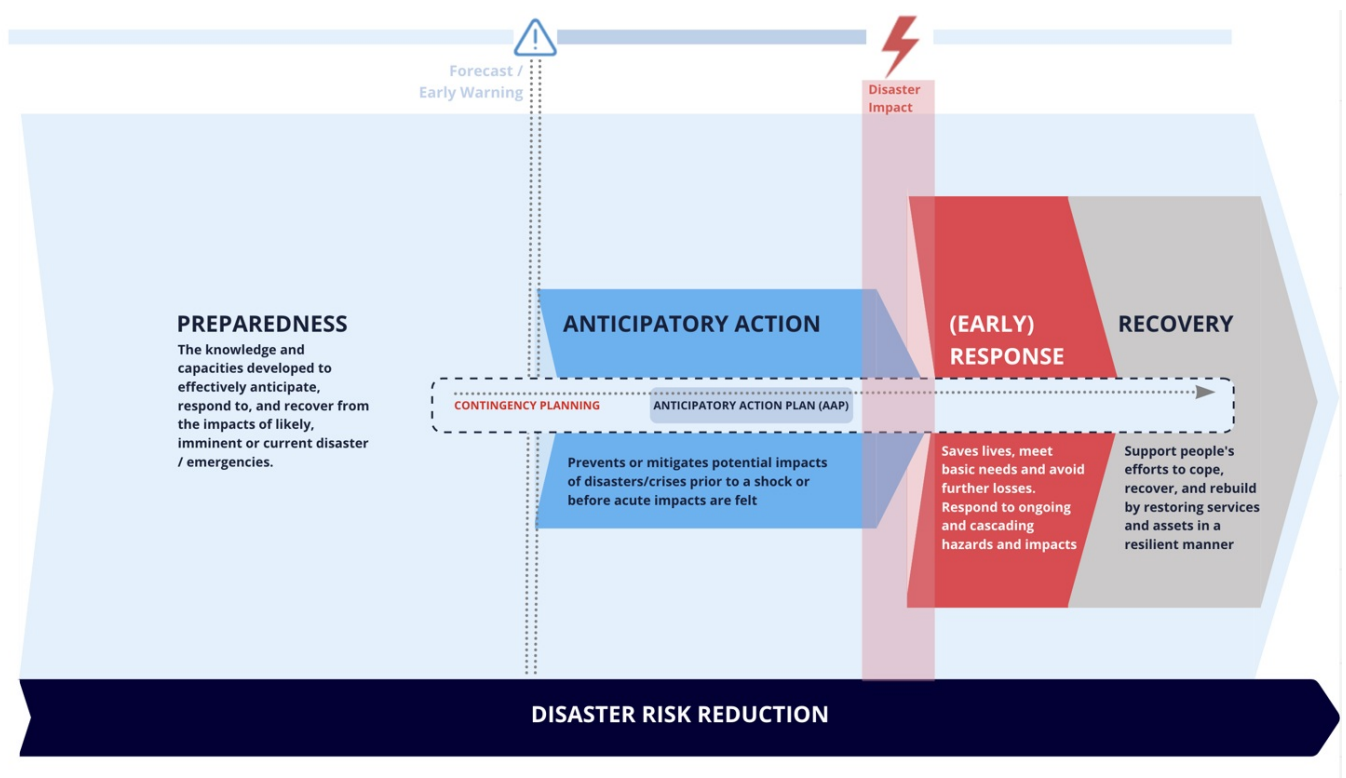 Forecast /
Early Warning
Disaster
Impact
PREPAREDNESS
The knowledge and
capacities developed to
effectively anticipate,
respond to, and recover from
the impacts of likely,
imminent or current disaster
/ emergencies.
ANTICIPATORY ACTION
(EARLY)
RESPONSE
RECOVERY
CONTINGENCY PLANNING
ANTICIPATORY ACTION PLAN (AAP)
Prevents or mitigates potential impacts
of disasters/crises prior to a shock or
before acute impacts are felt
Saves lives, meet
basic needs and avoid
further losses.
Respond to ongoing
and cascading
hazards and impacts
Support people's
efforts to cope,
recover, and rebuild
by restoring services
and assets in a
resilient manner
DISASTER RISK REDUCTION